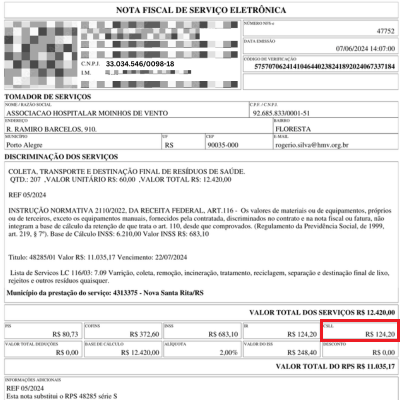 NOTA FISCAL DE SERVIÇO ELETRÔNICA
NÚMERO NFS-e
47752
DATA EMISSÃO
07/06/2024 14:07:00
CÓDIGO DE VERIFICAÇÃO
C.N.P.J. 33.034.546/0098-18
I.M.
TOMADOR DE SERVIÇOS
NOME / RAZÃO SOCIAL C.P.F. / C.N.P.J.
ASSOCIACAO HOSPITALAR MOINHOS DE VENTO 92.685.833/0001-51
ENDEREÇO BAIRRO
R. RAMIRO BARCELOS, 910. FLORESTA
MUNICÍPIO UF CEP E-MAIL
Porto Alegre RS 90035-000 rogerio.silva@hmv.org.br
DISCRIMINAÇÃO DOS SERVIÇOS
COLETA, TRANSPORTE E DESTINAÇÃO FINAL DE RESÍDUOS DE SAÚDE.
QTD.: 207 ,VALOR UNITÁRIO R$: 60,00 ,VALOR TOTAL R$: 12.420,00
REF 05/2024
INSTRUÇÃO NORMATIVA 2110/2022, DA RECEITA FEDERAL, ART.116 - Os valores de materiais ou de equipamentos, próprios
ou de terceiros, exceto os equipamentos manuais, fornecidos pela contratada, discriminados no contrato e na nota fiscal ou fatura, não
integram a base de cálculo da retenção de que trata o art. 110, desde que comprovados. (Regulamento da Previdência Social, de 1999,
art. 219, § 7º). Base de Cálculo INSS: 6.210,00 Valor INSS R$: 683,10
Titulo: 48285/01 Valor R$: 11.035,17 Vencimento: 22/07/2024
Lista de Servicos LC 116/03: 7.09 Varrição, coleta, remoção, incineração, tratamento, reciclagem, separação e destinação final de lixo,
rejeitos e outros resíduos quaisquer.
Município da prestação do serviço: 4313375 - Nova Santa Rita/RS
VALOR TOTAL DOS SERVIÇOS R$ 12.420,00
PIS COFINS INSS IR CSLL
R$ 80,73 R$ 372,60 R$ 683,10 R$ 124,20 R$ 124,20
VALOR TOTAL DEDUÇÕES BASE DE CÁLCULO ALÍQUOTA VALOR DO ISS DESCONTO
R$ 0,00 R$ 12.420,00 2,00% R$ 248,40 R$ 0,00
VALOR TOTAL DO RPS R$ 11.035,17
INFORMAÇÕES ADICIONAIS
REF 05/2024
Esta nota substitui o RPS 48285 série S